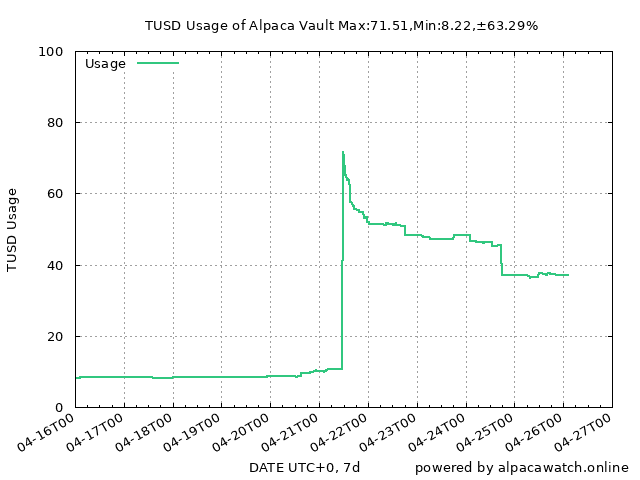 TUSD Usage of Alpaca Vault Max:71.51,Min:8.22,±63.29%
Usage
TUSD Usage
100
80
60
40
20
0
04-16T00
04-17T00
04-18T00
04-19T00
04-20T00
04-21T00
04-22T00
04-23T00
04-24T00
04-25T00
04-26T00
04-27T00
DATE UTC+0, 7d
powered by alpacawatch.online